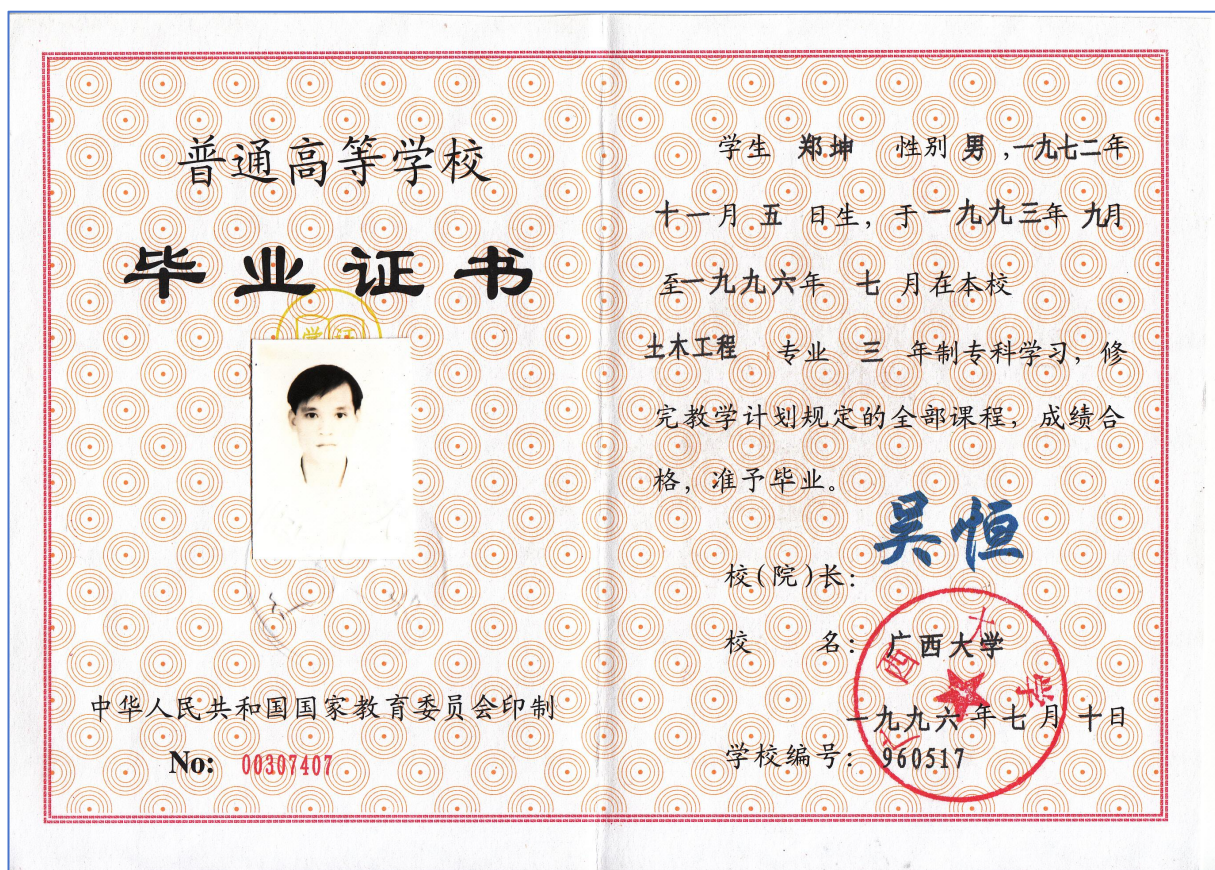 普通高等学校
毕业证书
学证
中华人民共和国国家教育委员会印制
No: 00307407
学生 郑坤 性别 男 ,一九七二年
十一月 五 日生, 于一九九三年 九月
至一九九六年 七 月在本校
土木工程 专业 三 年制专科学习, 修
完教学计划规定的全部课程, 成绩合
格, 准予毕业。
吴恒
校(院)长:
校 名: 广西大学
一九九六年七月十日
学校编号: 960517
广西大学